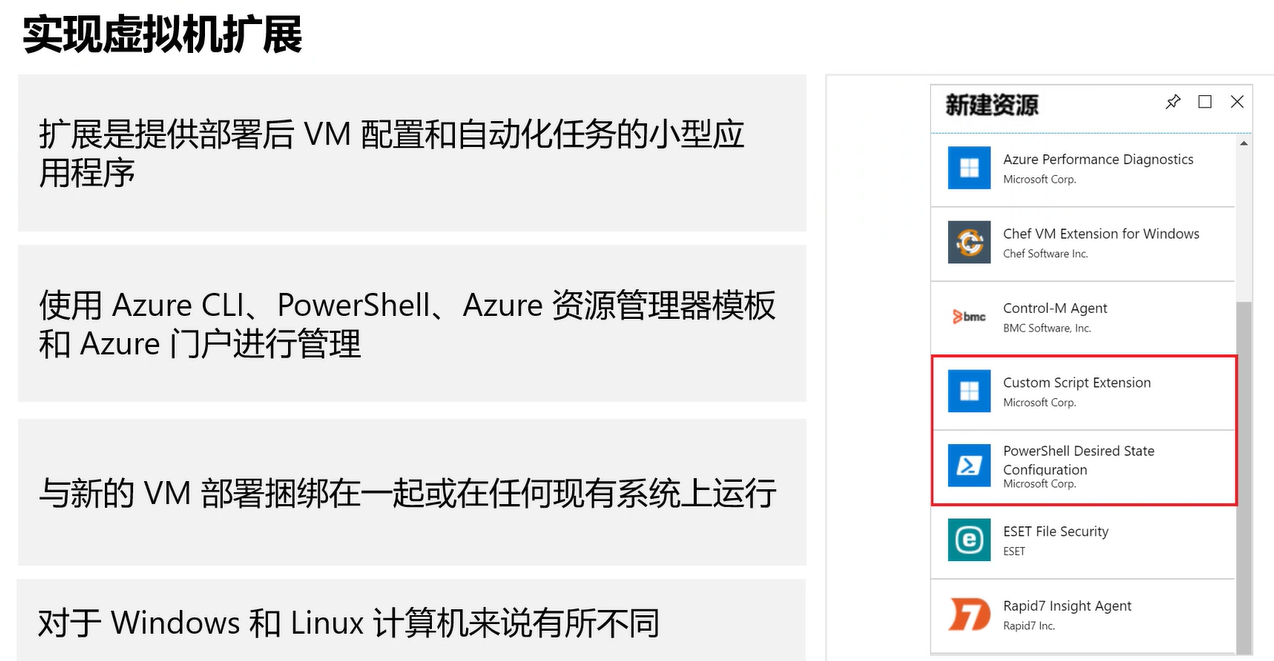 实现虚拟机扩展
扩展是提供部署后 VM 配置和自动化任务的小型应
用程序
使用 Azure CLI、PowerShell、Azure 资源管理器模板
和 Azure 门户进行管理
与新的 VM 部署捆绑在一起或在任何现有系统上运行
对于 Windows 和 Linux 计算机来说有所不同
新建资源
Azure Performance Diagnostics
Microsoft Corp.
Chef VM Extension for Windows
Chef Software Inc.
bmc
Control-M Agent
BMC Software, Inc.
Custom Script Extension
Microsoft Corp.
PowerShell Desired State
Configuration
Microsoft Corp.
e
ESET File Security
ESET
Rapid7 Insight Agent
Rapid7 Inc.